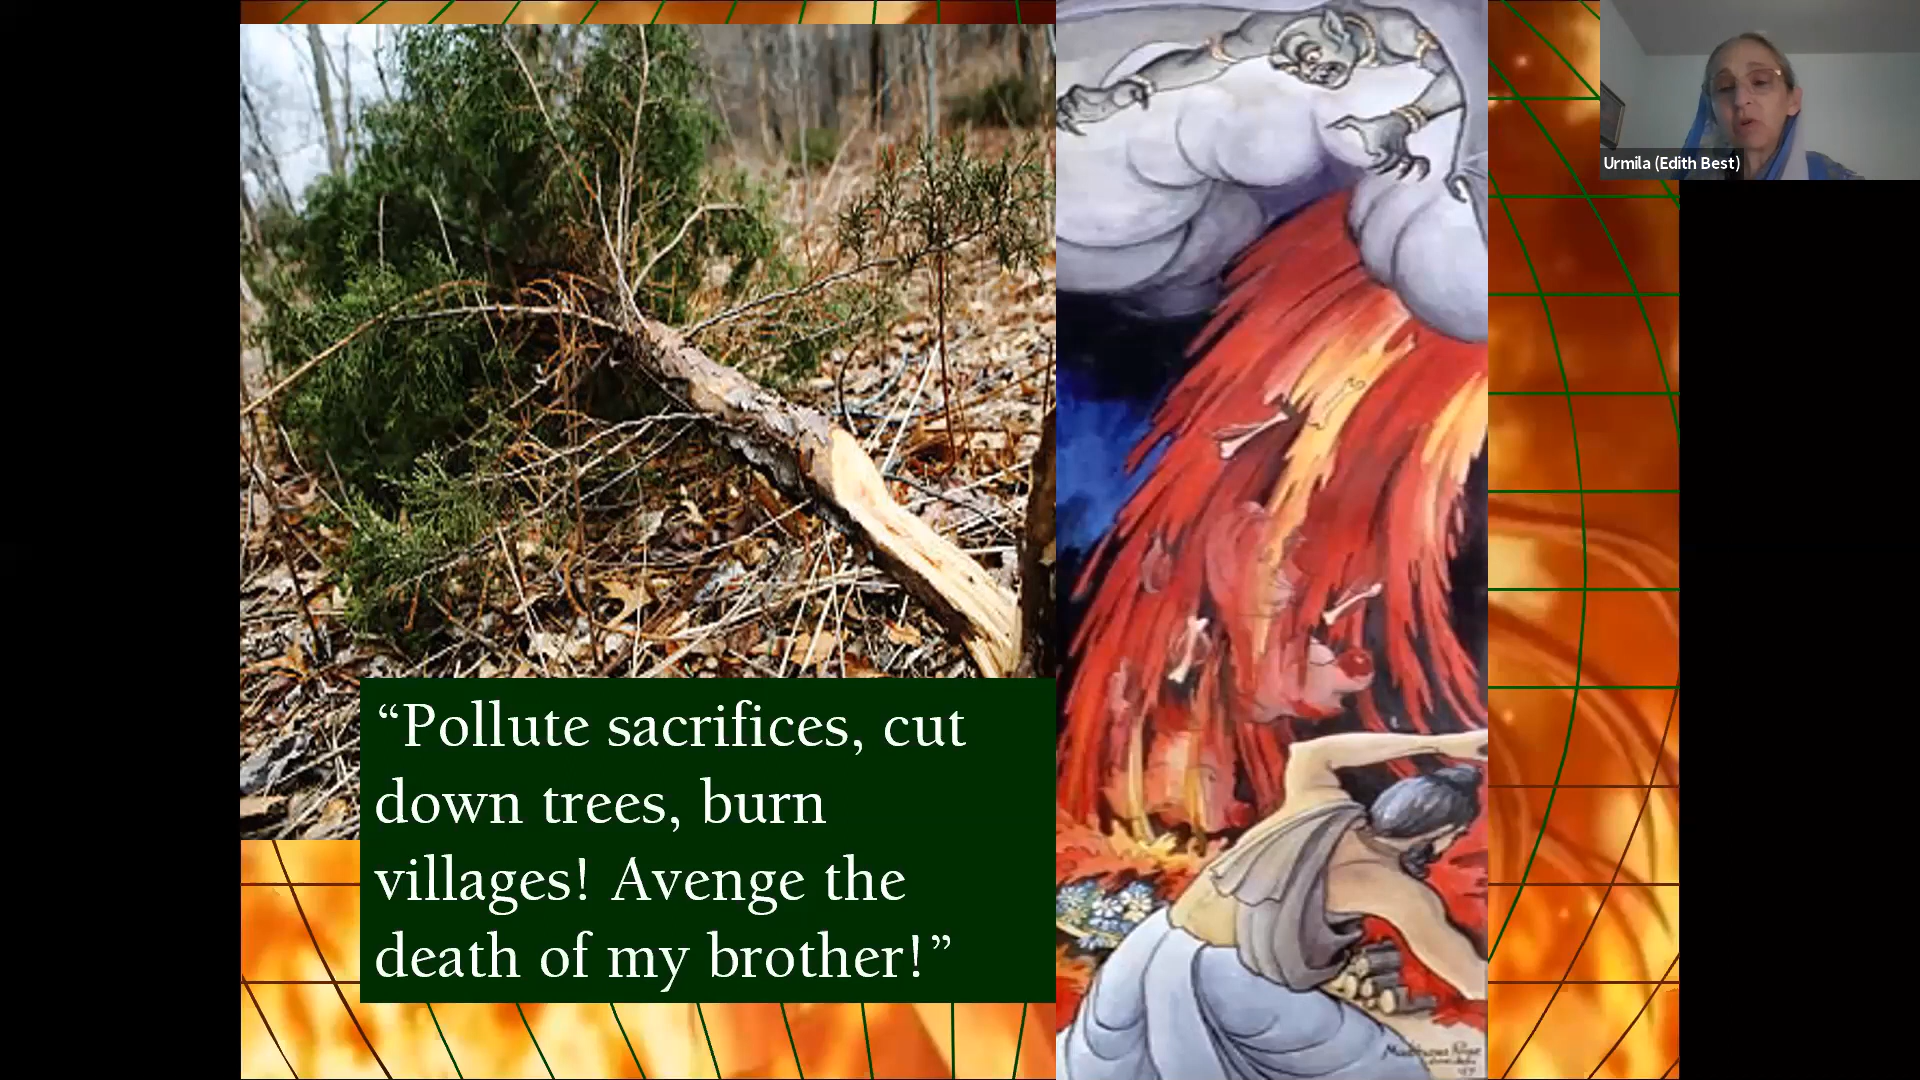 Urmila (Edith Best)
“Pollute sacrifices, cut
down trees, burn
villages! Avenge the
death of my brother!”